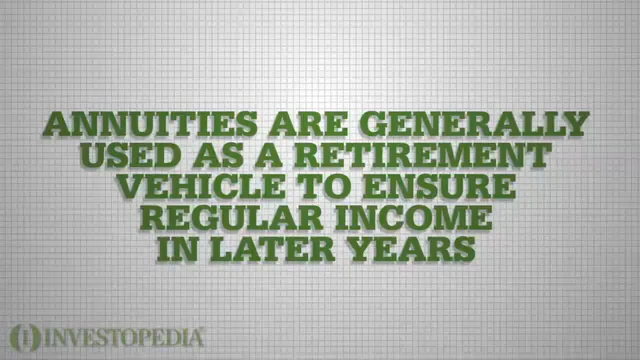 ANNUITIES ARE GENERALLY
USED AS A RETIREMENT
VEHICLE TO ENSURE
REGULAR INCOME
IN LATER YEARS
INVESTOPEDIA